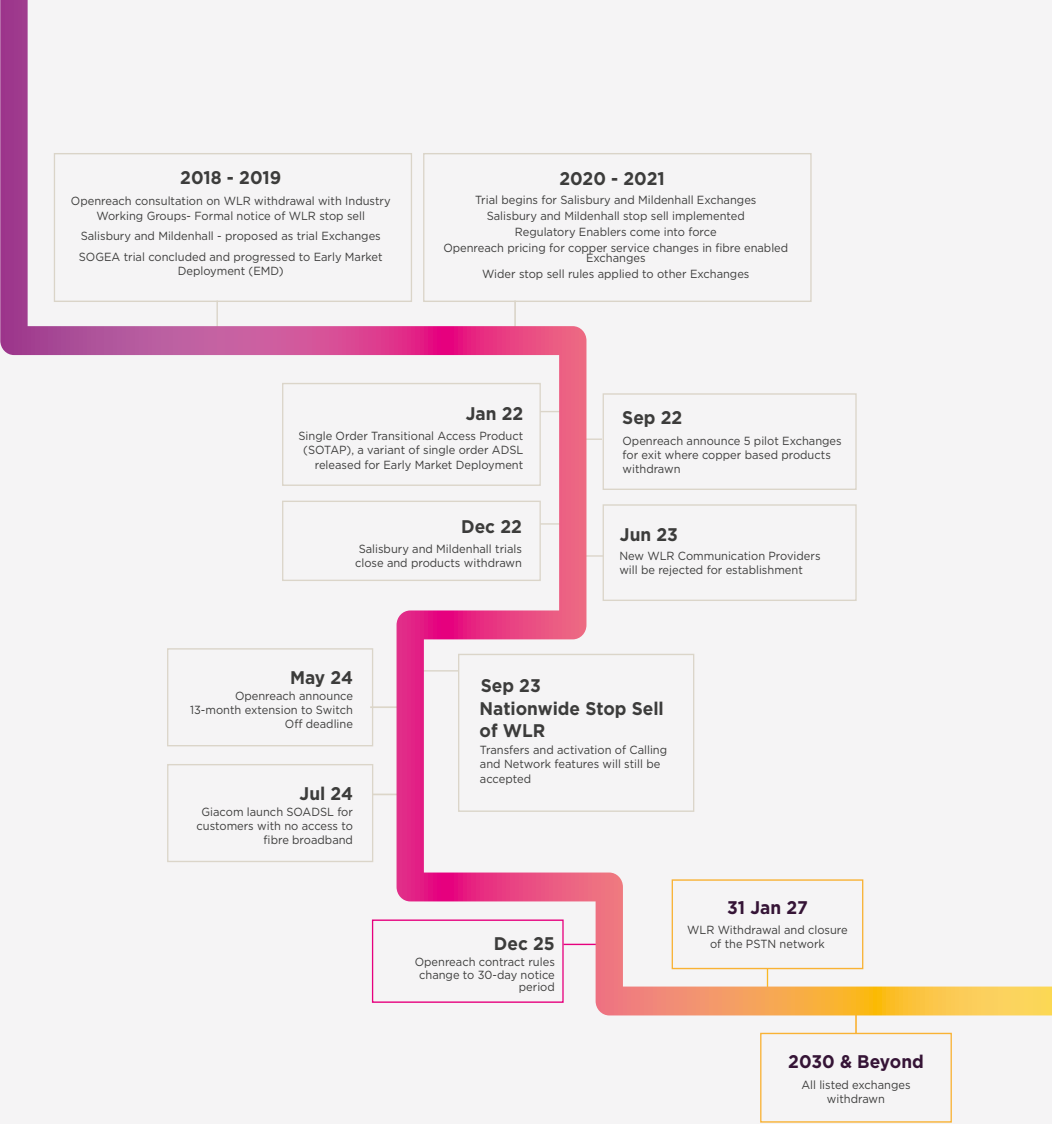 2018 - 2019
Openreach consultation on WLR withdrawal with Industry
Working Groups- Formal notice of WLR stop sell
Salisbury and Mildenhall - proposed as trial Exchanges
SOGEA trial concluded and progressed to Early Market
Deployment (EMD)
2020 - 2021
Trial begins for Salisbury and Mildenhall Exchanges
Salisbury and Mildenhall stop sell implemented
Regulatory Enablers come into force
Openreach pricing for copper service changes in fibre enabled
Exchanges
Wider stop sell rules applied to other Exchanges
Jan 22
Single Order Transitional Access Product
(SOTAP), a variant of single order ADSL
released for Early Market Deployment
Sep 22
Openreach announce 5 pilot Exchanges
for exit where copper based products
withdrawn
Dec 22
Salisbury and Mildenhall trials
close and products withdrawn
Jun 23
New WLR Communication Providers
will be rejected for establishment
May 24
Openreach announce
13-month extension to Switch
Off deadline
Sep 23
Nationwide Stop Sell
of WLR
Transfers and activation of Calling
and Network features will still be
accepted
Jul 24
Giacom launch SOADSL for
customers with no access to
fibre broadband
Dec 25
Openreach contract rules
change to 30-day notice
period
31 Jan 27
WLR Withdrawal and closure
of the PSTN network
2030 & Beyond
All listed exchanges
withdrawn